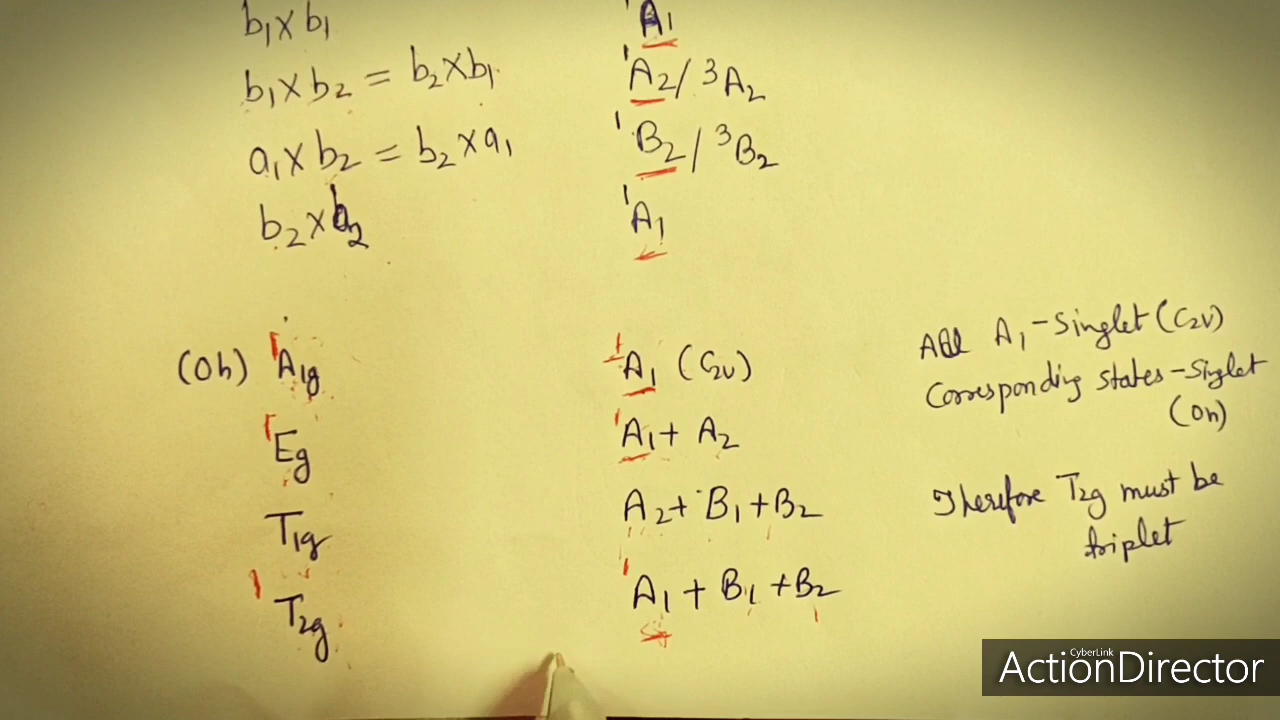 b₁ × b₁ ¹A₁
b₁ × b₂ = b₂ × b₁ ¹A₂ / ³A₂
a₁ × b₂ = b₂ × a₁ ¹B₂ / ³B₂
b₂ × b₂ ¹A₁
(Oh) ¹A₁g ¹A₁ (C₂v)
¹Eg ¹A₁ + A₂
T₁g A₂ + B₁ + B₂
¹T₂g ¹A₁ + B₁ + B₂
All A₁ - Singlet (C₂v)
Corresponding states - Singlet
(Oh)
Therefore T₂g must be
triplet
CyberLink
ActionDirector